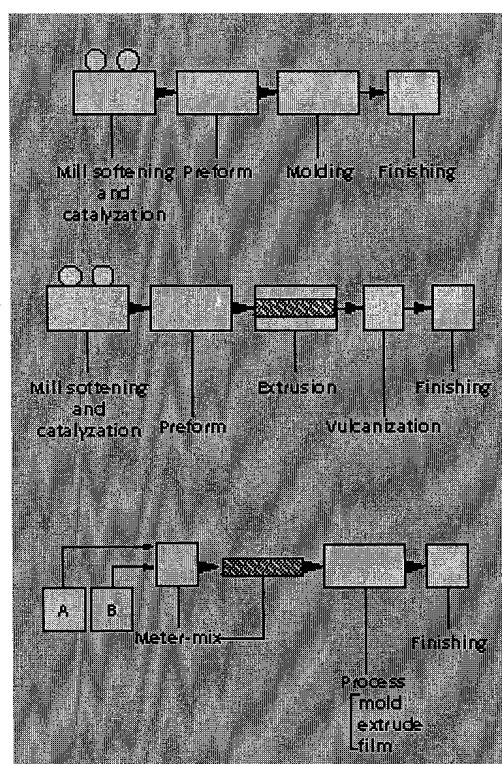 Mill softening
and
catalyzation
Preform
Molding
Finishing
Mill softening
and
catalyzation
Preform
Extrusion
Vulcanization
Finishing
A
B
Meter-mix
Process
mold
extrude
film
Finishing